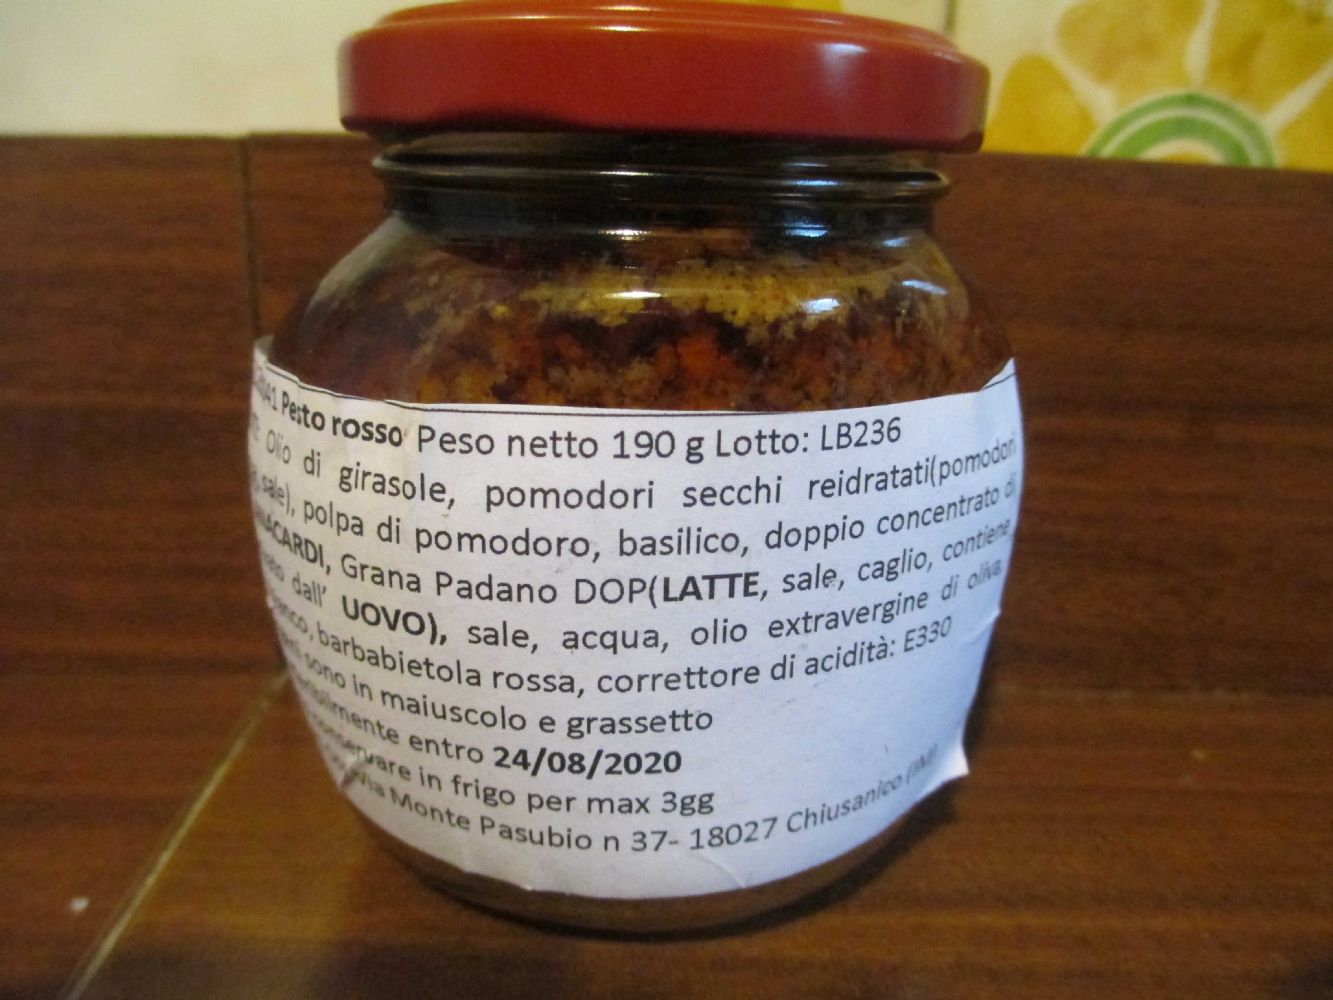 Pesto rosso Peso netto 190 g Lotto: LB236
Olio di girasole, pomodori secchi reidratati(pomodori
sale), polpa di pomodoro, basilico, doppio concentrato di
ACARDI, Grana Padano DOP(LATTE, sale, caglio, contiene
dall' UOVO), sale, acqua, olio extravergine di oliva,
barbabietola rossa, correttore di acidità: E330
sono in maiuscolo e grassetto
entro 24/08/2020
conservare in frigo per max 3gg
Via Monte Pasubio n 37- 18027 Chiusanico (IM)